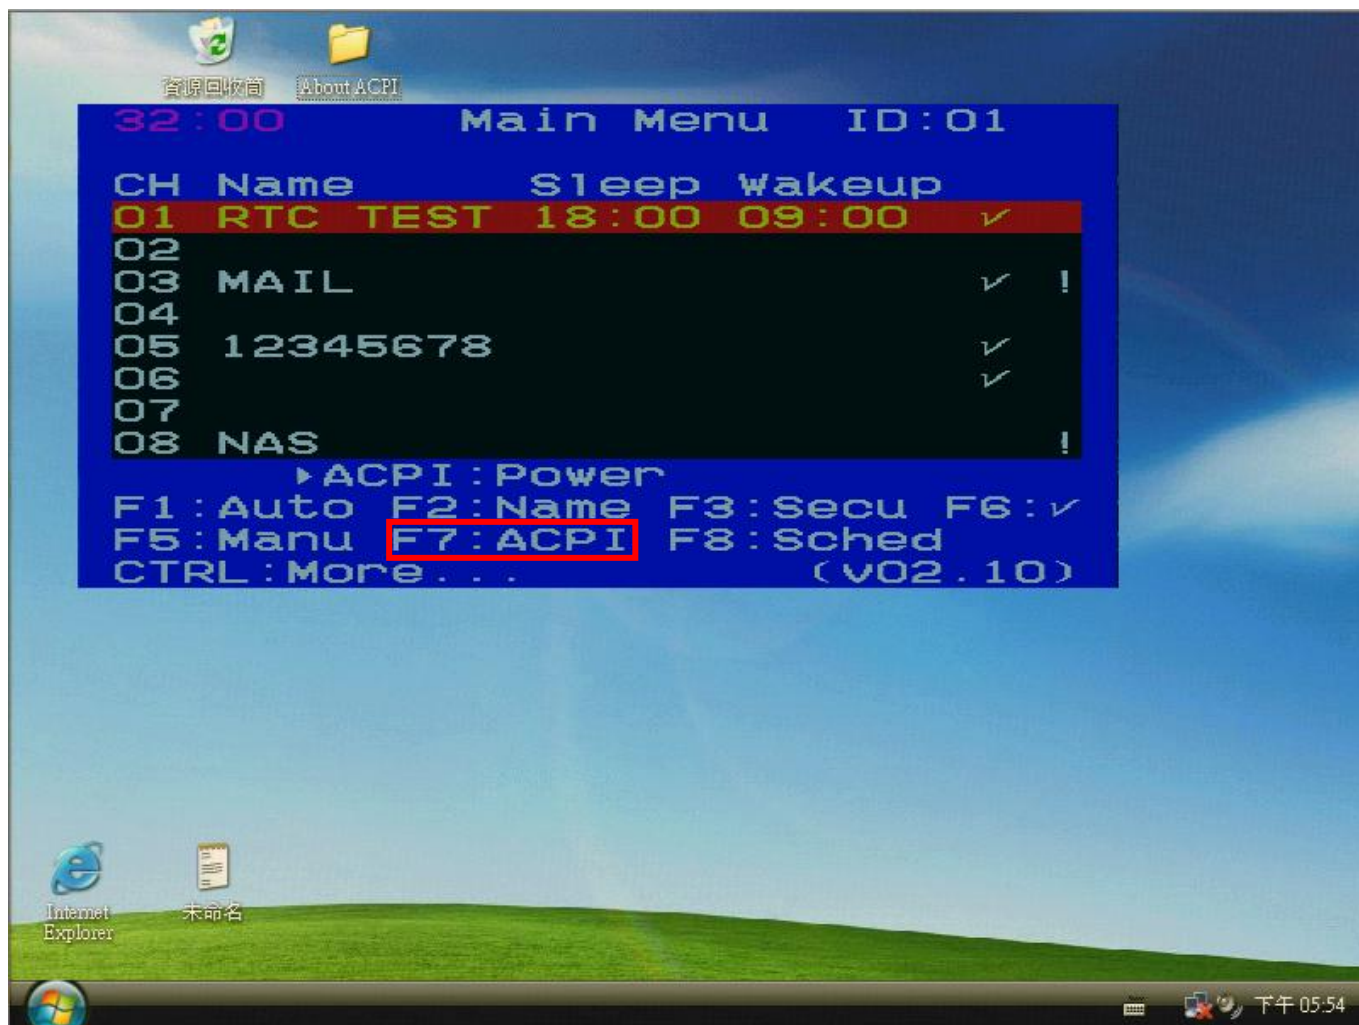 資源回收筒 About ACPI
32:00 Main Menu ID:01
CH Name Sleep Wakeup
01 RTC TEST 18:00 09:00 ✓
02
03 MAIL ✓ !
04
05 12345678 ✓
06 ✓
07
08 NAS !
▸ACPI:Power
F1:Auto F2:Name F3:Secu F6:✓
F5:Manu F7:ACPI F8:Sched
CTRL:More... (V02.10)
Internet
Explorer
未命名
下午 05:54